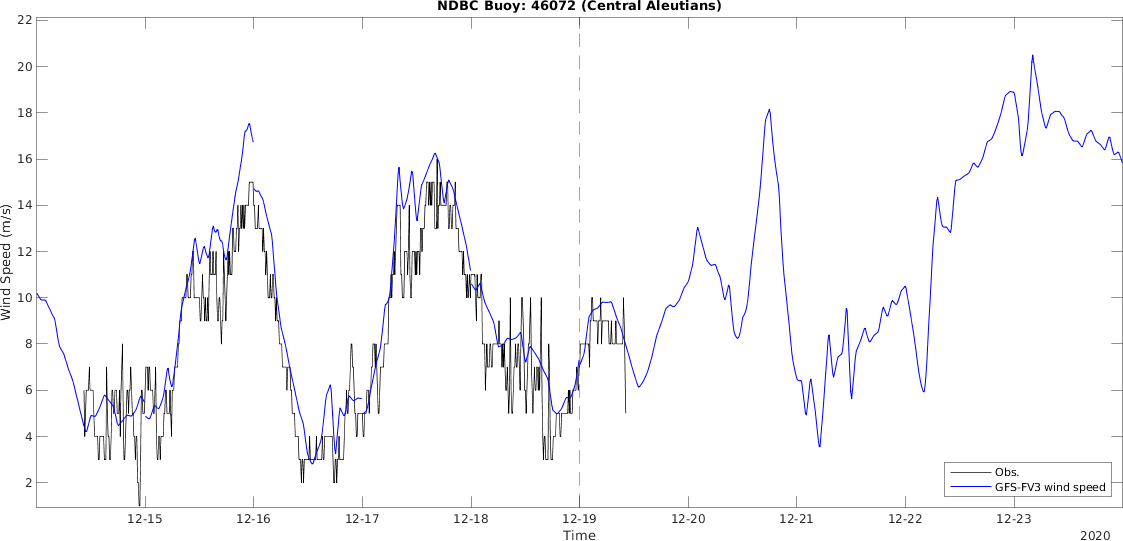 NDBC Buoy: 46072 (Central Aleutians)
22
20
18
16
14
12
10
8
6
4
2
Wind Speed (m/s)
12-15 12-16 12-17 12-18 12-19 12-20 12-21 12-22 12-23
Time
2020
Obs.
GFS-FV3 wind speed